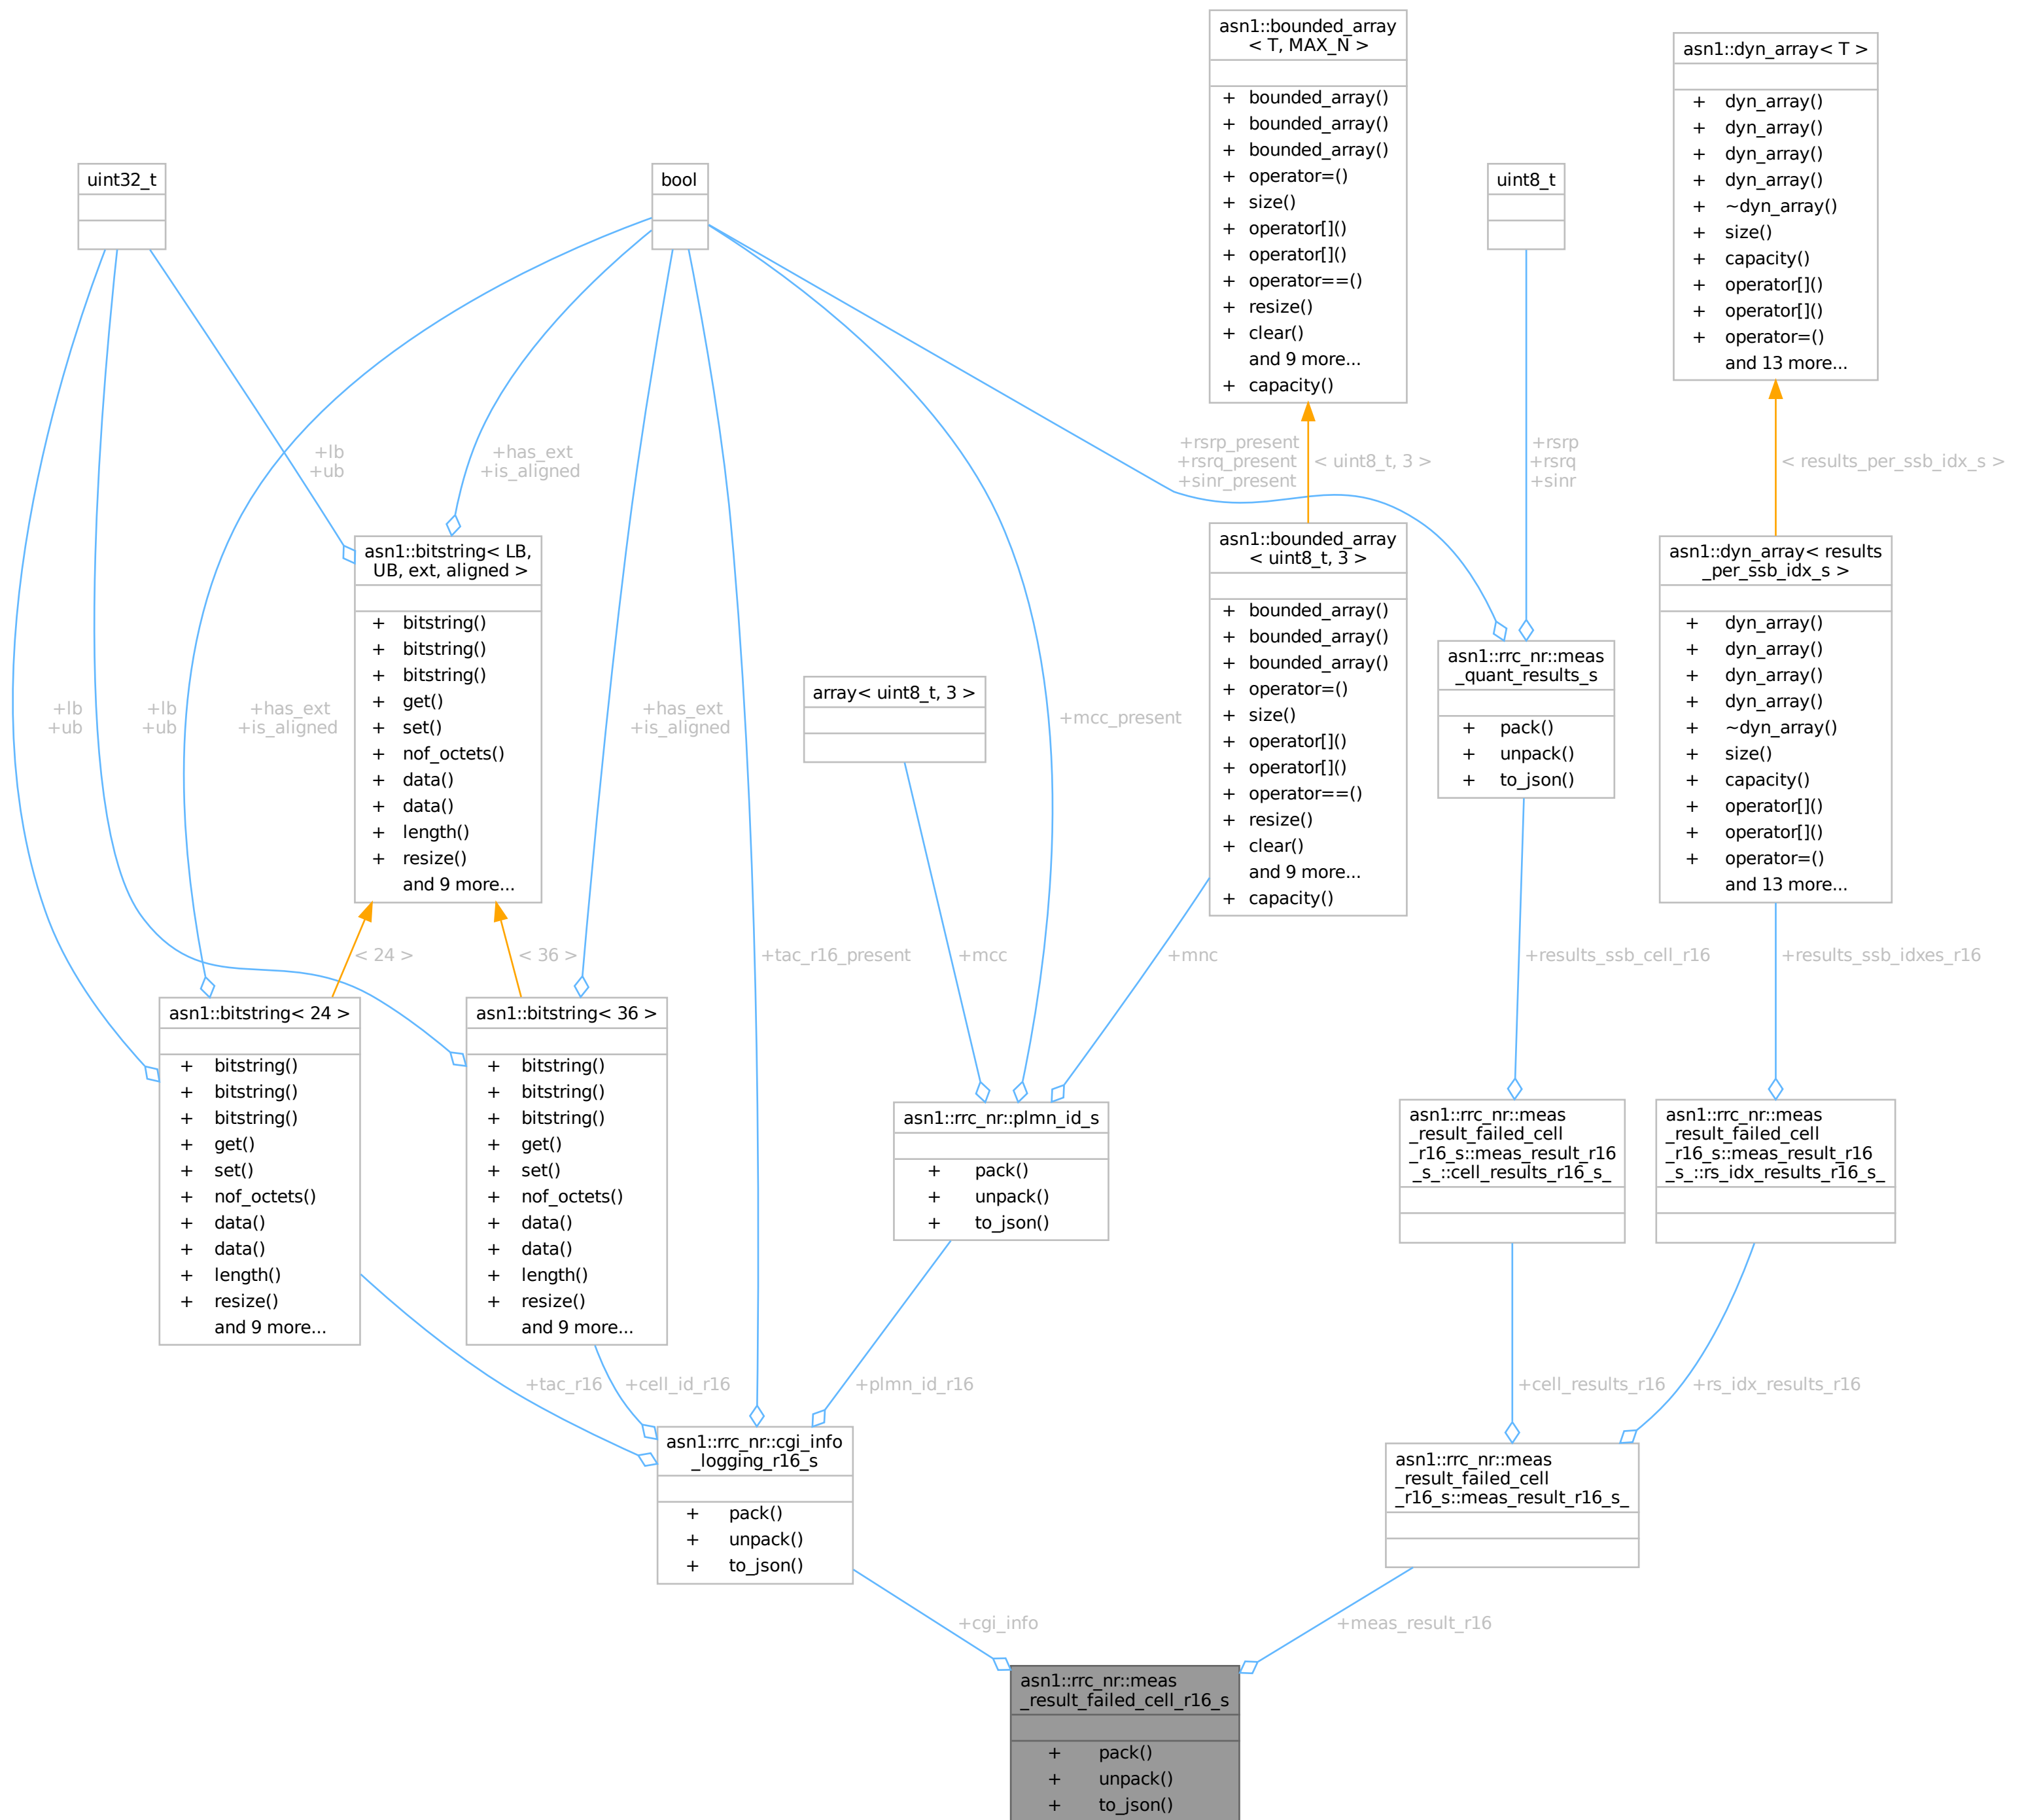 asn1::bounded_array
< T, MAX_N >
+ bounded_array()
+ bounded_array()
+ bounded_array()
+ operator=()
+ size()
+ operator[]()
+ operator[]()
+ operator==()
+ resize()
+ clear()
and 9 more...
+ capacity()
asn1::dyn_array< T >
+ dyn_array()
+ dyn_array()
+ dyn_array()
+ dyn_array()
+ ~dyn_array()
+ size()
+ capacity()
+ operator[]()
+ operator[]()
+ operator=()
and 13 more...
uint32_t
bool
uint8_t
+lb
+ub
+has_ext
+is_aligned
+rsrp_present
+rsrq_present
+sinr_present
< uint8_t, 3 >
+rsrp
+rsrq
+sinr
< results_per_ssb_idx_s >
asn1::bitstring< LB,
UB, ext, aligned >
+ bitstring()
+ bitstring()
+ bitstring()
+ get()
+ set()
+ nof_octets()
+ data()
+ data()
+ length()
+ resize()
and 9 more...
asn1::bounded_array
< uint8_t, 3 >
+ bounded_array()
+ bounded_array()
+ bounded_array()
+ operator=()
+ size()
+ operator[]()
+ operator[]()
+ operator==()
+ resize()
+ clear()
and 9 more...
+ capacity()
asn1::dyn_array< results
_per_ssb_idx_s >
+ dyn_array()
+ dyn_array()
+ dyn_array()
+ dyn_array()
+ ~dyn_array()
+ size()
+ capacity()
+ operator[]()
+ operator[]()
+ operator=()
and 13 more...
asn1::rrc_nr::meas
_quant_results_s
+ pack()
+ unpack()
+ to_json()
array< uint8_t, 3 >
+lb
+ub
+lb
+ub
+has_ext
+is_aligned
+has_ext
+is_aligned
+mcc_present
< 24 >
< 36 >
+tac_r16_present
+mcc
+mnc
+results_ssb_cell_r16
+results_ssb_idxes_r16
asn1::bitstring< 24 >
+ bitstring()
+ bitstring()
+ bitstring()
+ get()
+ set()
+ nof_octets()
+ data()
+ data()
+ length()
+ resize()
and 9 more...
asn1::bitstring< 36 >
+ bitstring()
+ bitstring()
+ bitstring()
+ get()
+ set()
+ nof_octets()
+ data()
+ data()
+ length()
+ resize()
and 9 more...
asn1::rrc_nr::plmn_id_s
+ pack()
+ unpack()
+ to_json()
asn1::rrc_nr::meas
_result_failed_cell
_r16_s::meas_result_r16
_s_::cell_results_r16_s_
asn1::rrc_nr::meas
_result_failed_cell
_r16_s::meas_result_r16
_s_::rs_idx_results_r16_s_
+tac_r16
+cell_id_r16
+plmn_id_r16
+cell_results_r16
+rs_idx_results_r16
asn1::rrc_nr::cgi_info
_logging_r16_s
+ pack()
+ unpack()
+ to_json()
asn1::rrc_nr::meas
_result_failed_cell
_r16_s::meas_result_r16_s_
+cgi_info
+meas_result_r16
asn1::rrc_nr::meas
_result_failed_cell_r16_s
+ pack()
+ unpack()
+ to_json()